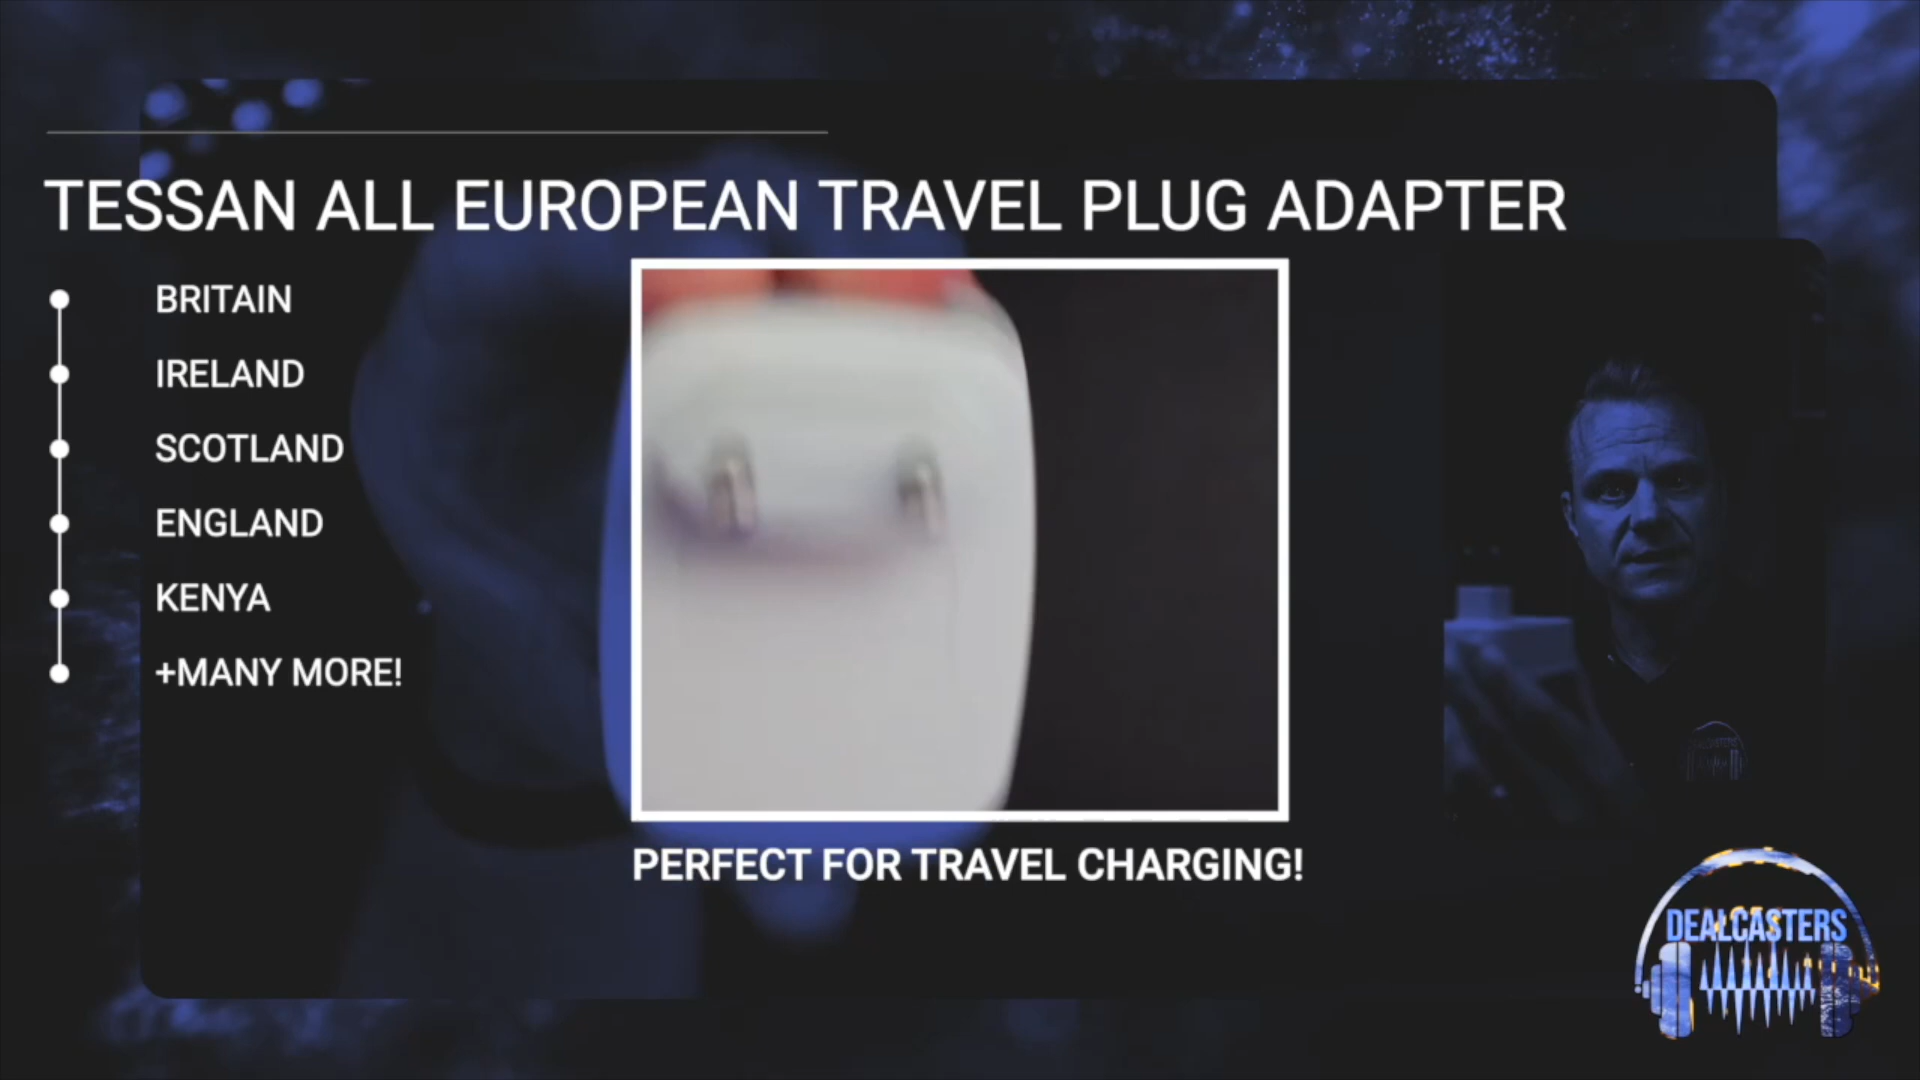 TESSAN ALL EUROPEAN TRAVEL PLUG ADAPTER
BRITAIN
IRELAND
SCOTLAND
ENGLAND
KENYA
+MANY MORE!
PERFECT FOR TRAVEL CHARGING!
DEALCASTERS